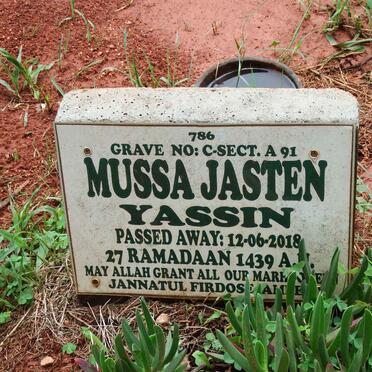 786
GRAVE NO: C-SECT. A 91
MUSSA JASTEN
YASSIN
PASSED AWAY: 12-06-2018
27 RAMADAAN 1439 A.H.
MAY ALLAH GRANT ALL OUR
JANNATUL FIRDOSE